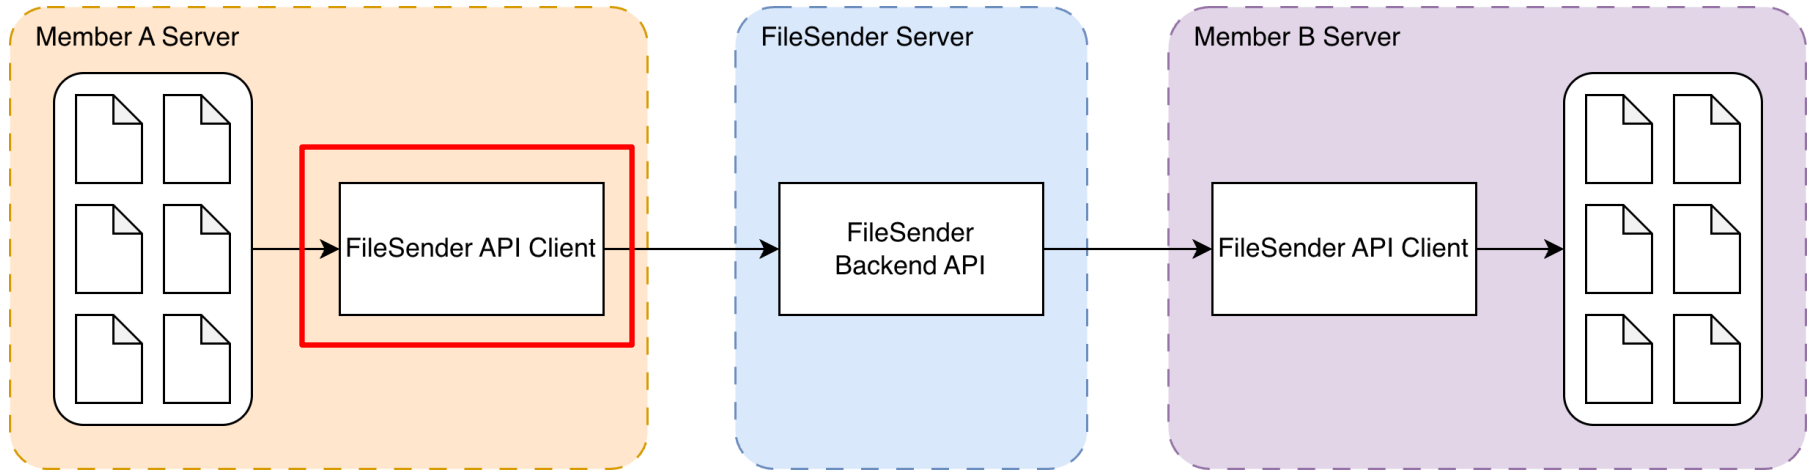 Member A Server
FileSender Server
Member B Server
FileSender API Client
FileSender
Backend API
FileSender API Client